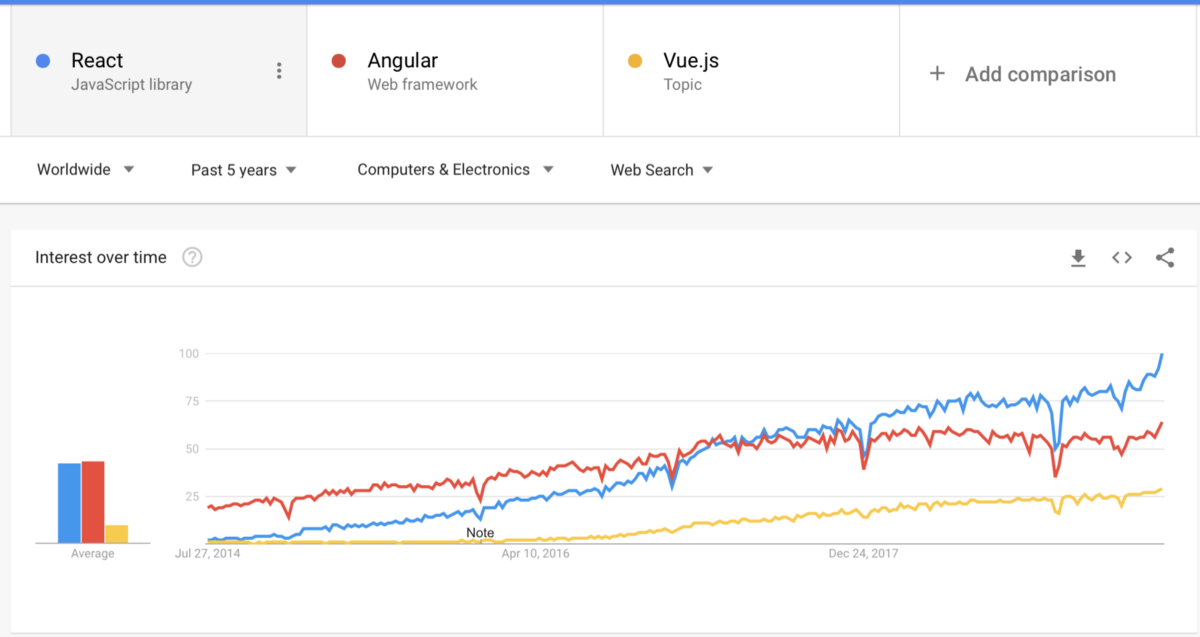 React
JavaScript library
Angular
Web framework
Vue.js
Topic
+ Add comparison
Worldwide
Past 5 years
Computers & Electronics
Web Search
Interest over time ?
100
75
50
25
Note
Average
Jul 27, 2014
Apr 10, 2016
Dec 24, 2017